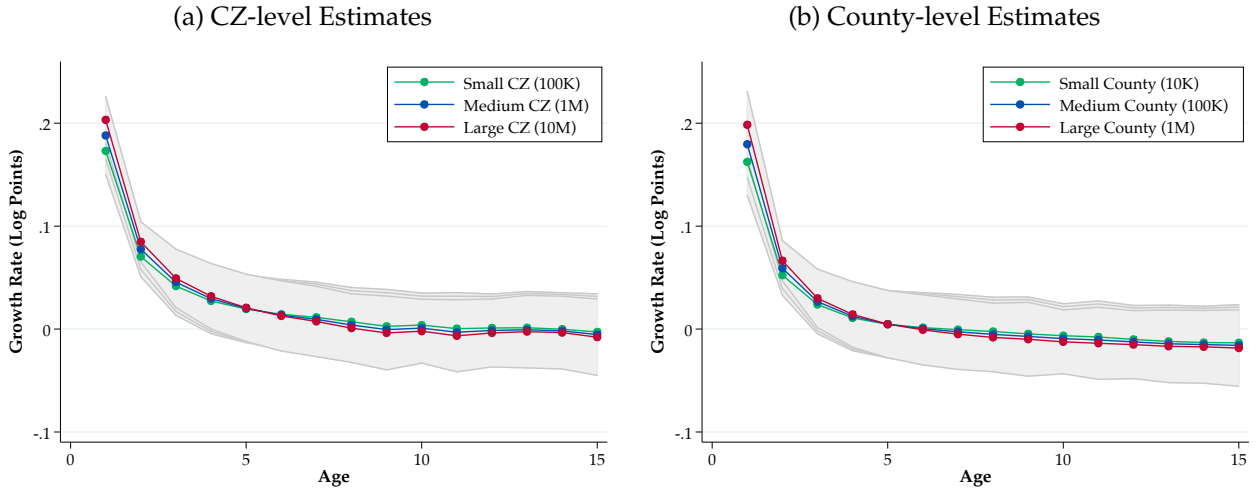 (a) CZ-level Estimates
Growth Rate (Log Points)
.2
.1
0
-.1
0
5
10
15
Age
Small CZ (100K)
Medium CZ (1M)
Large CZ (10M)
(b) County-level Estimates
Growth Rate (Log Points)
.2
.1
0
-.1
0
5
10
15
Age
Small County (10K)
Medium County (100K)
Large County (1M)